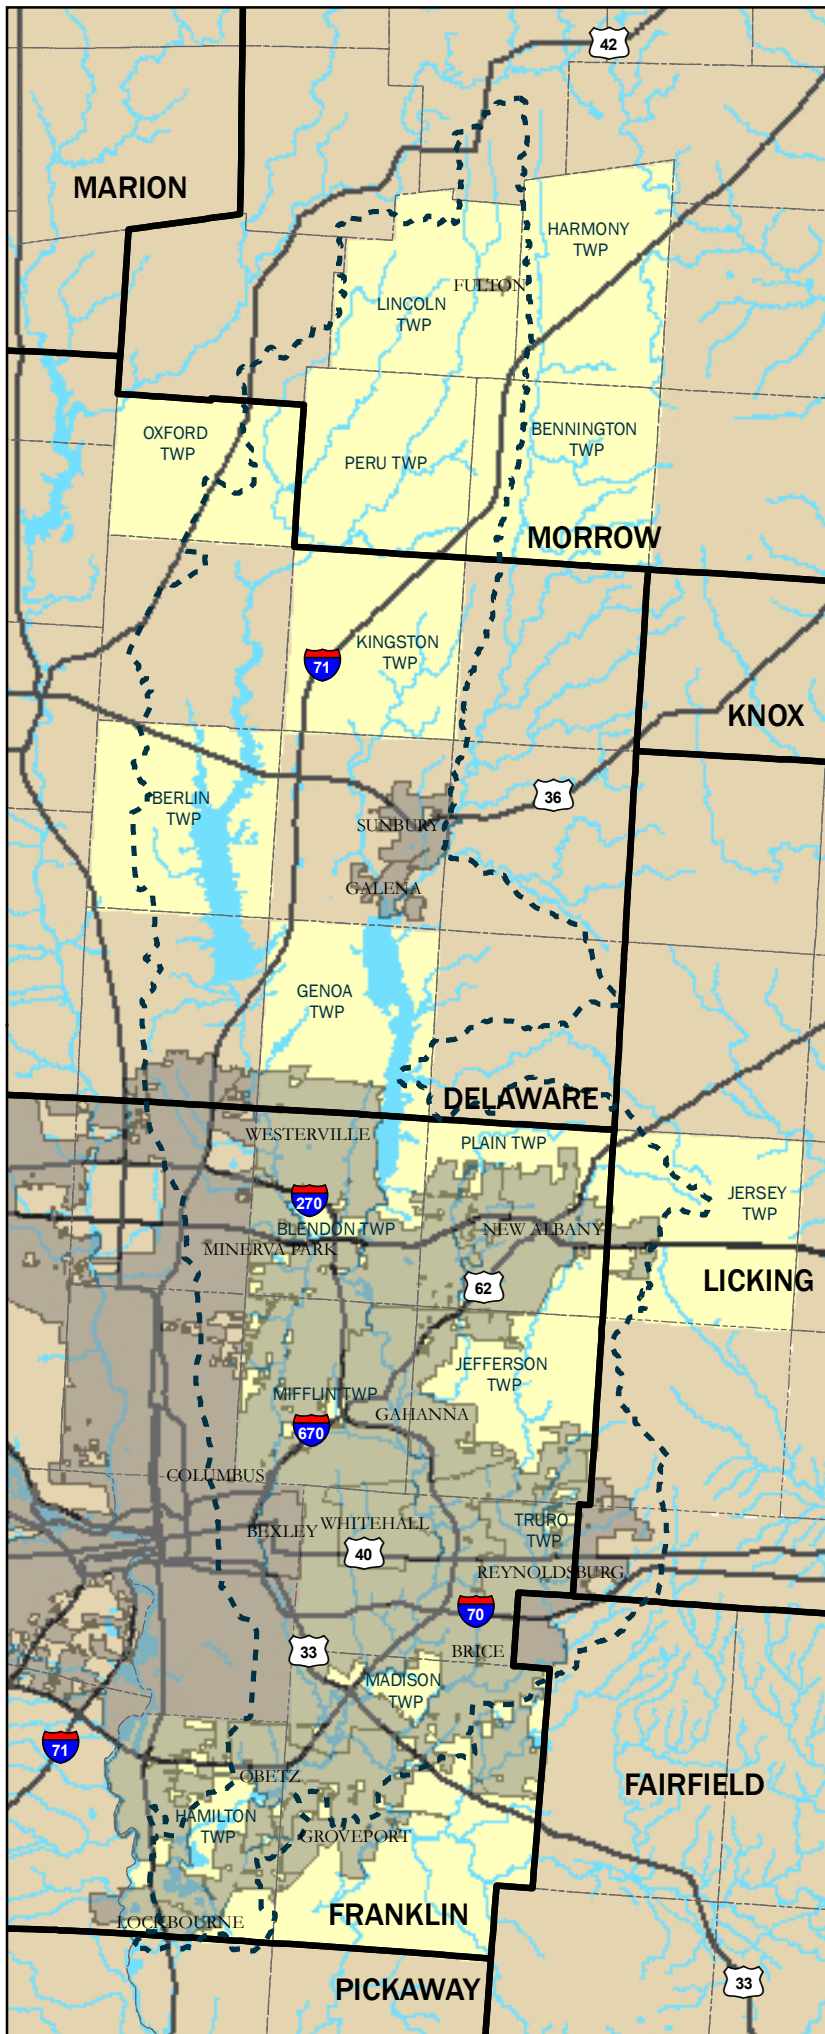 42
MARION
HARMONY
TWP
FULTON
LINCOLN
TWP
OXFORD
TWP
BENNINGTON
TWP
PERU TWP
MORROW
KINGSTON
TWP
71
KNOX
BERLIN
TWP
36
SUNBURY
GALENA
GENOA
TWP
DELAWARE
WESTERVILLE
PLAIN TWP
JERSEY
TWP
270
BLENDON TWP
NEW ALBANY
MINERVA PARK
LICKING
62
JEFFERSON
TWP
MIFFLIN TWP
GAHANNA
670
COLUMBUS
BEXLEY
WHITEHALL
TRURO
TWP
40
REYNOLDSBURG
70
33
BRICE
MADISON
TWP
71
OBETZ
FAIRFIELD
HAMILTON
TWP
GROVEPORT
FRANKLIN
LOCKBOURNE
PICKAWAY
33